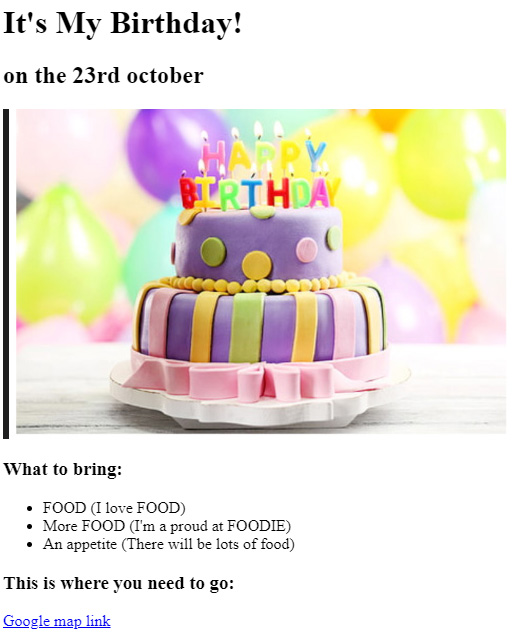 It's My Birthday!
on the 23rd october
HAPPY
BIRTHDAY
What to bring:
FOOD (I love FOOD)
More FOOD (I'm a proud at FOODIE)
An appetite (There will be lots of food)
This is where you need to go:
Google map link